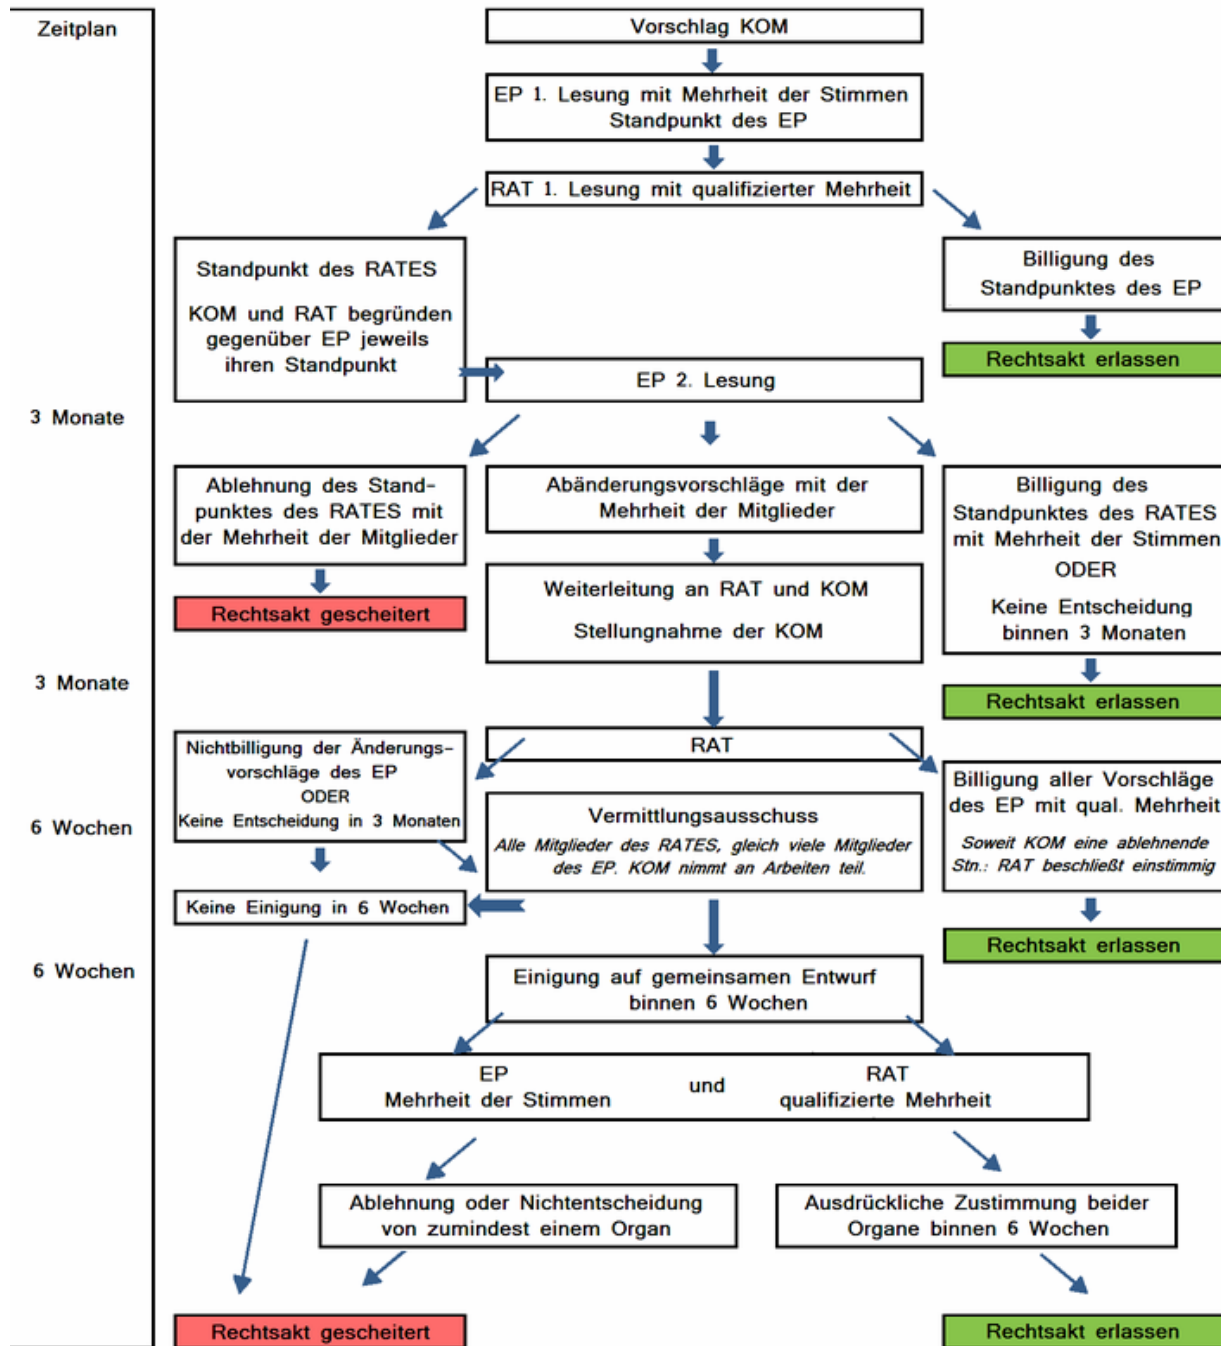 Zeitplan
Vorschlag KOM
EP 1. Lesung mit Mehrheit der Stimmen
Standpunkt des EP
RAT 1. Lesung mit qualifizierter Mehrheit
Standpunkt des RATES
KOM und RAT begründen
gegenüber EP jeweils
ihren Standpunkt
Billigung des
Standpunktes des EP
Rechtsakt erlassen
EP 2. Lesung
3 Monate
Ablehnung des Stand-
punktes des RATES mit
der Mehrheit der Mitglieder
Rechtsakt gescheitert
Abänderungsvorschläge mit der
Mehrheit der Mitglieder
Weiterleitung an RAT und KOM
Stellungnahme der KOM
Billigung des
Standpunktes des RATES
mit Mehrheit der Stimmen
ODER
Keine Entscheidung
binnen 3 Monaten
Rechtsakt erlassen
3 Monate
RAT
Nichtbilligung der Änderungs-
vorschläge des EP
ODER
Keine Entscheidung in 3 Monaten
Vermittlungsausschuss
Alle Mitglieder des RATES, gleich viele Mitglieder
des EP. KOM nimmt an Arbeiten teil.
Billigung aller Vorschläge
des EP mit qual. Mehrheit
Soweit KOM eine ablehnende
Stn.: RAT beschließt einstimmig
6 Wochen
Keine Einigung in 6 Wochen
Rechtsakt erlassen
6 Wochen
Einigung auf gemeinsamen Entwurf
binnen 6 Wochen
EP
Mehrheit der Stimmen
und
RAT
qualifizierte Mehrheit
Ablehnung oder Nichtentscheidung
von zumindest einem Organ
Ausdrückliche Zustimmung beider
Organe binnen 6 Wochen
Rechtsakt gescheitert
Rechtsakt erlassen